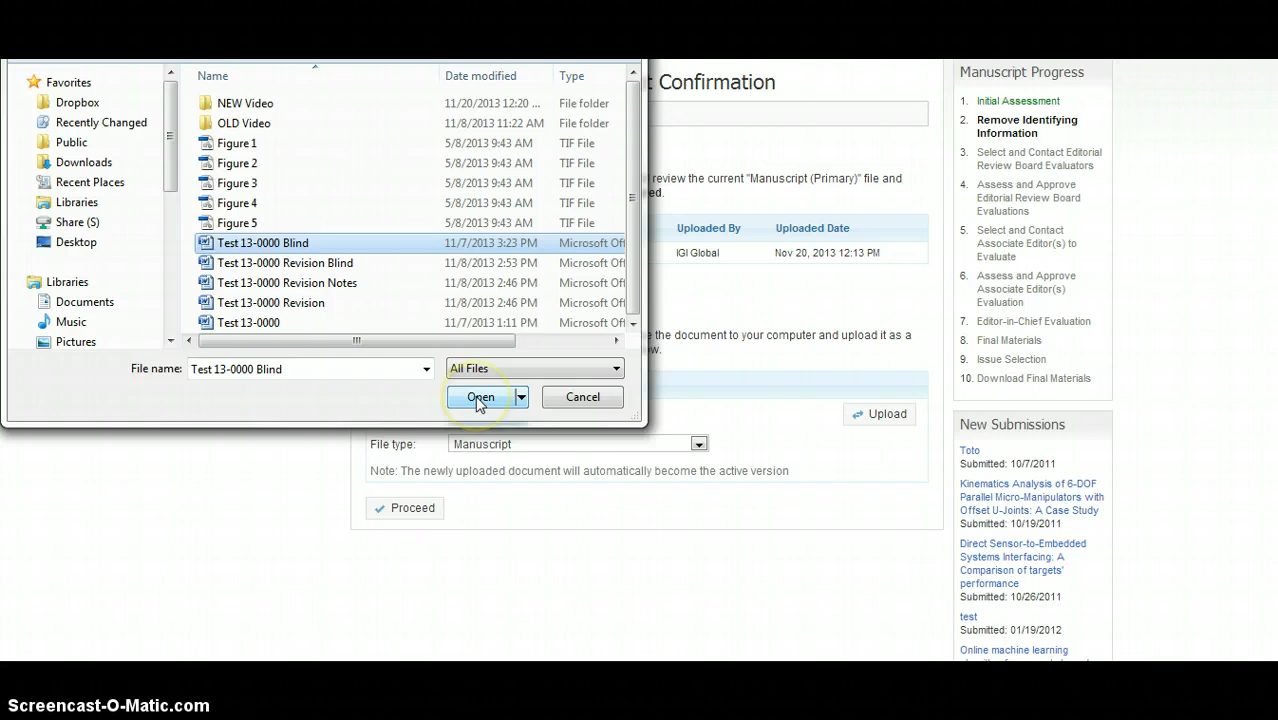 Name Date modified Type
Favorites
Dropbox
Recently Changed
Public
Downloads
Recent Places
Libraries
Share (S)
Desktop
Libraries
Documents
Music
Pictures
NEW Video 11/20/2013 12:20 ... File folder
OLD Video 11/8/2013 11:22 AM File folder
Figure 1 5/8/2013 9:43 AM TIF File
Figure 2 5/8/2013 9:43 AM TIF File
Figure 3 5/8/2013 9:43 AM TIF File
Figure 4 5/8/2013 9:43 AM TIF File
Figure 5 5/8/2013 9:43 AM TIF File
Test 13-0000 Blind 11/7/2013 3:23 PM Microsoft Of
Test 13-0000 Revision Blind 11/8/2013 2:53 PM Microsoft Of
Test 13-0000 Revision Notes 11/8/2013 2:46 PM Microsoft Of
Test 13-0000 Revision 11/8/2013 2:46 PM Microsoft Of
Test 13-0000 11/7/2013 1:11 PM Microsoft Of
File name: Test 13-0000 Blind All Files
Open Cancel
t Confirmation
review the current "Manuscript (Primary)" file and
ed.
Uploaded By Uploaded Date
IGI Global Nov 20, 2013 12:13 PM
e the document to your computer and upload it as a
w.
Upload
File type: Manuscript
Note: The newly uploaded document will automatically become the active version
Proceed
Manuscript Progress
1. Initial Assessment
2. Remove Identifying
Information
3. Select and Contact Editorial
Review Board Evaluators
4. Assess and Approve
Editorial Review Board
Evaluations
5. Select and Contact
Associate Editor(s) to
Evaluate
6. Assess and Approve
Associate Editor(s)
Evaluation
7. Editor-in-Chief Evaluation
8. Final Materials
9. Issue Selection
10. Download Final Materials
New Submissions
Toto
Submitted: 10/7/2011
Kinematics Analysis of 6-DOF
Parallel Micro-Manipulators with
Offset U-Joints: A Case Study
Submitted: 10/19/2011
Direct Sensor-to-Embedded
Systems Interfacing: A
Comparison of targets'
performance
Submitted: 10/26/2011
test
Submitted: 01/19/2012
Online machine learning
Screencast-O-Matic.com